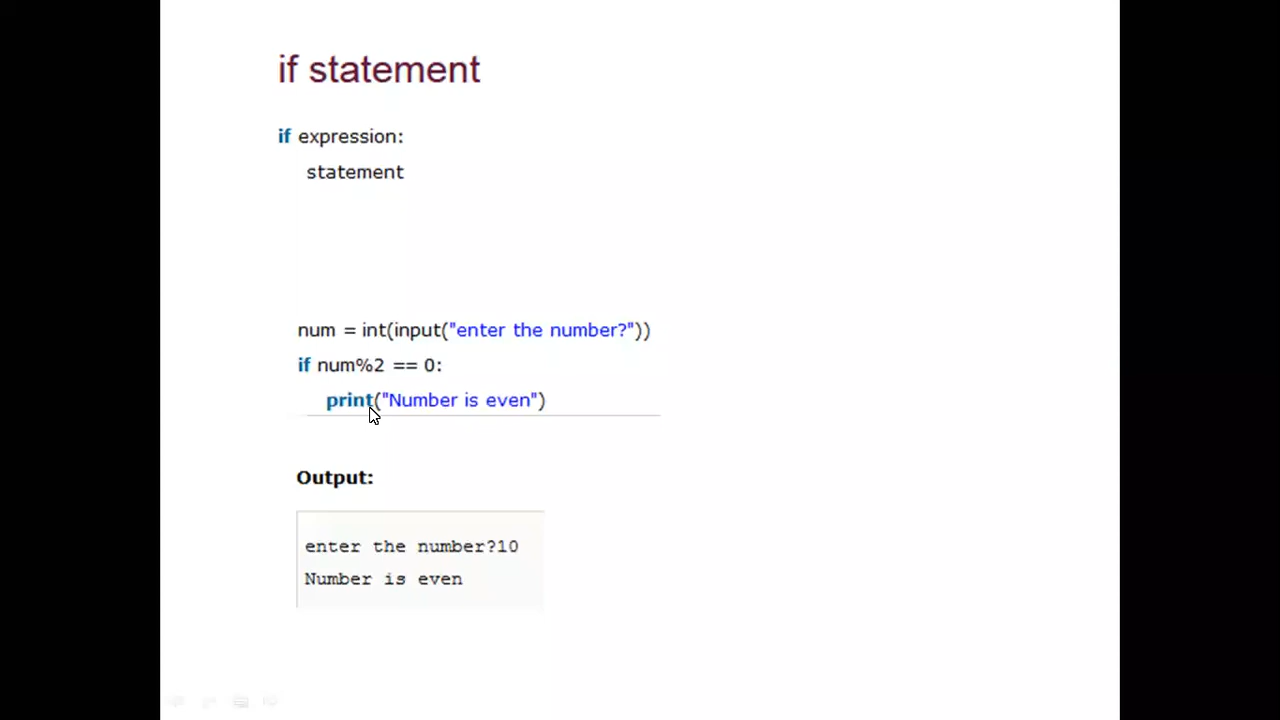 if statement
if expression:
statement
num = int(input("enter the number?"))
if num%2 == 0:
print("Number is even")
Output:
enter the number?10
Number is even